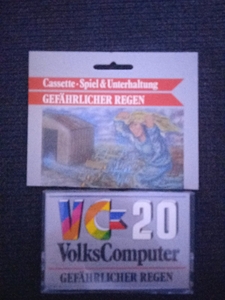 Cassette-Spiel & Unterhaltung
GEFÄHRLICHER REGEN
VC 20
VolksComputer
GEFÄHRLICHER REGEN